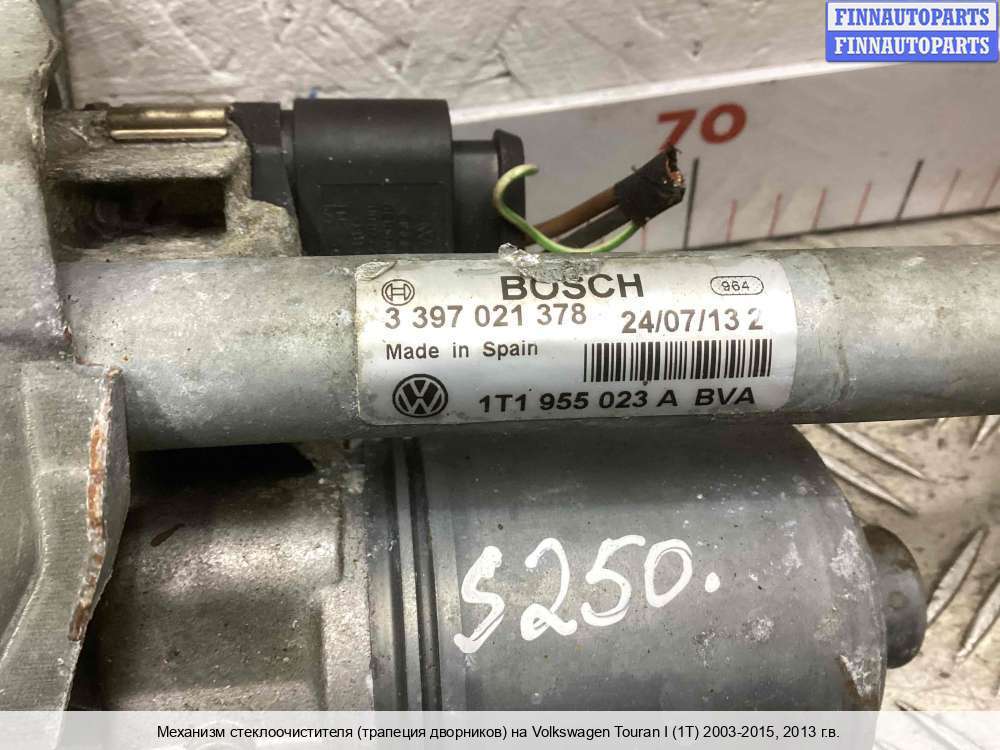 FINNAUTOPARTS
FINNAUTOPARTS
70
BOSCH
964
3 397 021 378
24/07/13 2
Made in Spain
1T1 955 023 A BVA
S250.
Механизм стеклоочистителя (трапеция дворников) на Volkswagen Touran I (1T) 2003-2015, 2013 г.в.